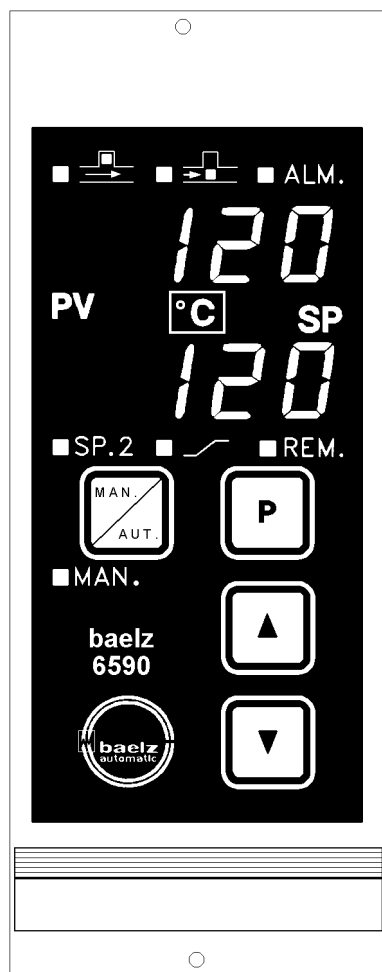 ALM.
120
PV °C SP
120
SP.2 REM.
MAN. AUT. P
MAN.
baelz
6590
baelz
automatic